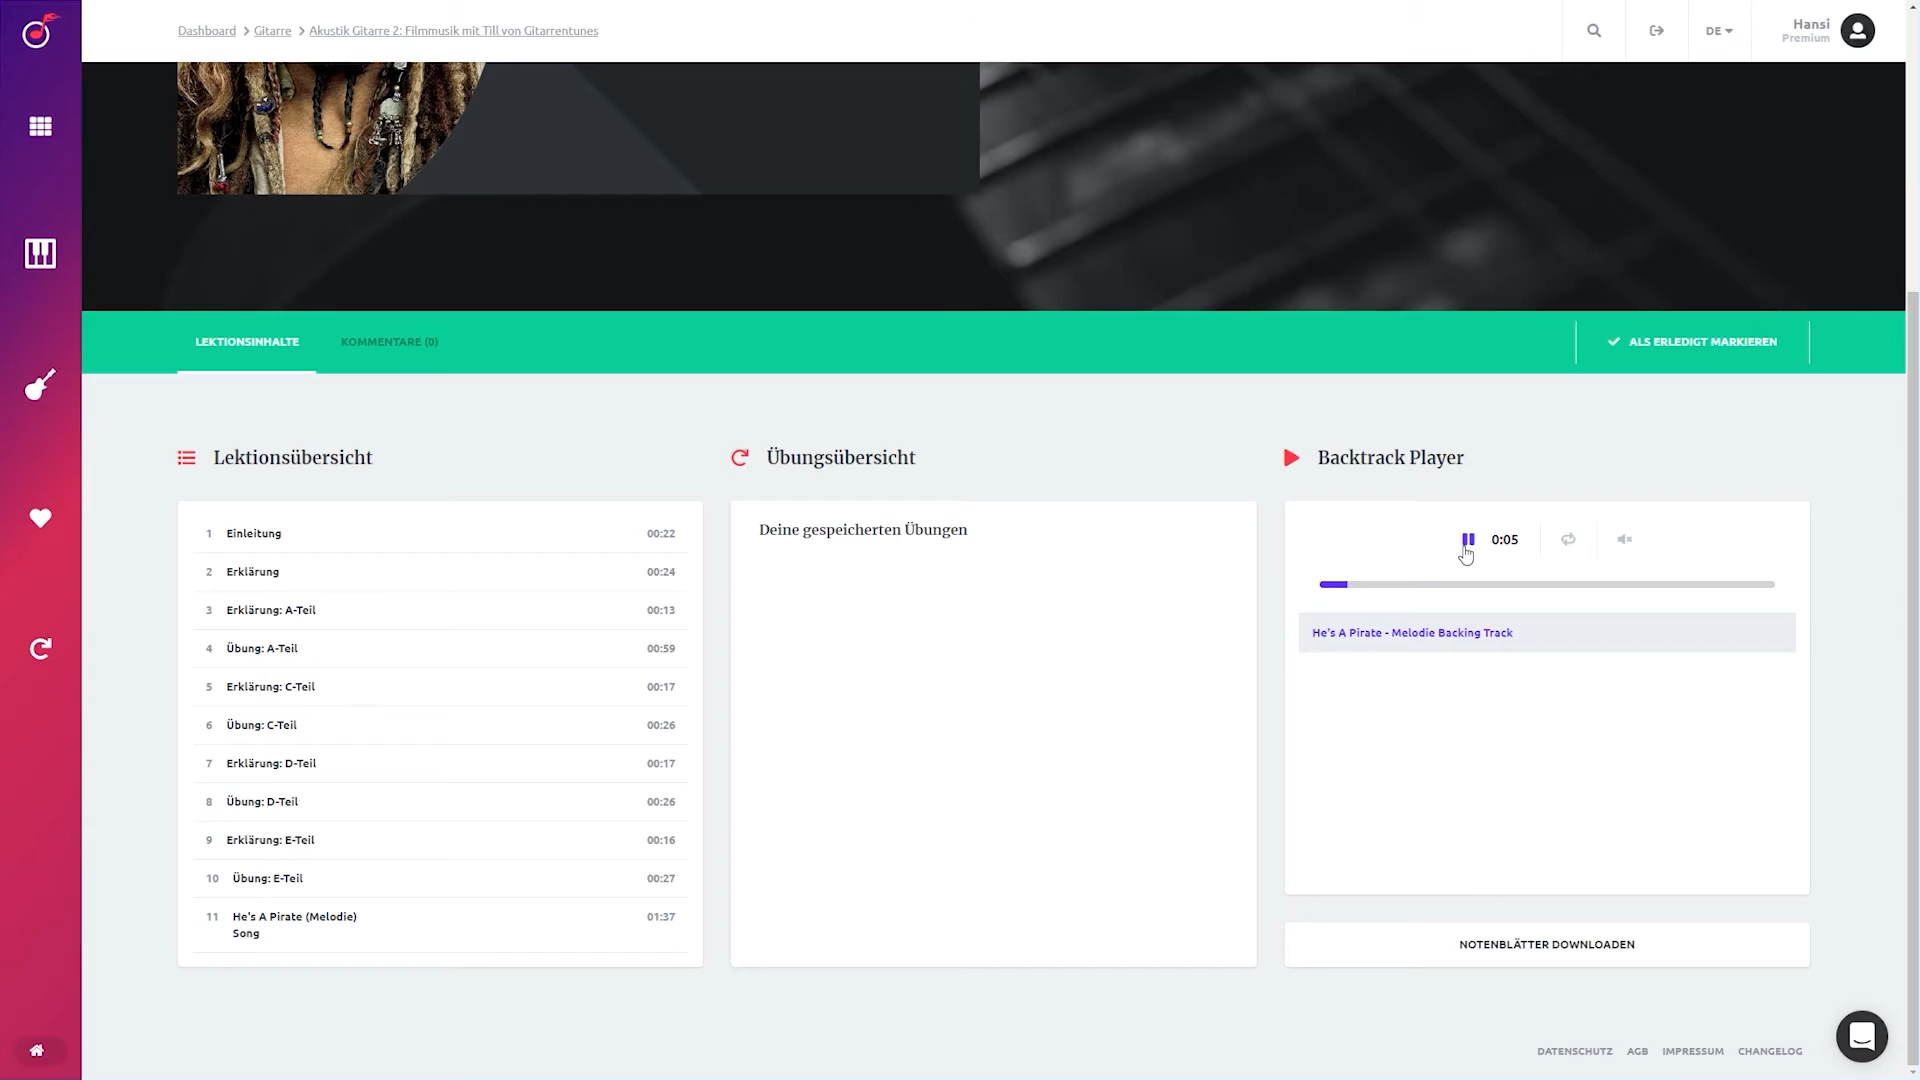 Dashboard > Gitarre > Akustik Gitarre 2: Filmmusik mit Till von Gitarrentunes
DE
Hansi
Premium
LEKTIONSINHALTE
KOMMENTARE (0)
ALS ERLEDIGT MARKIEREN
Lektionsübersicht
1 Einleitung 00:22
2 Erklärung 00:24
3 Erklärung: A-Teil 00:13
4 Übung: A-Teil 00:59
5 Erklärung: C-Teil 00:17
6 Übung: C-Teil 00:26
7 Erklärung: D-Teil 00:17
8 Übung: D-Teil 00:26
9 Erklärung: E-Teil 00:16
10 Übung: E-Teil 00:27
11 He's A Pirate (Melodie) 01:37
Song
Übungsübersicht
Deine gespeicherten Übungen
Backtrack Player
0:05
He's A Pirate - Melodie Backing Track
NOTENBLÄTTER DOWNLOADEN
DATENSCHUTZ AGB IMPRESSUM CHANGELOG